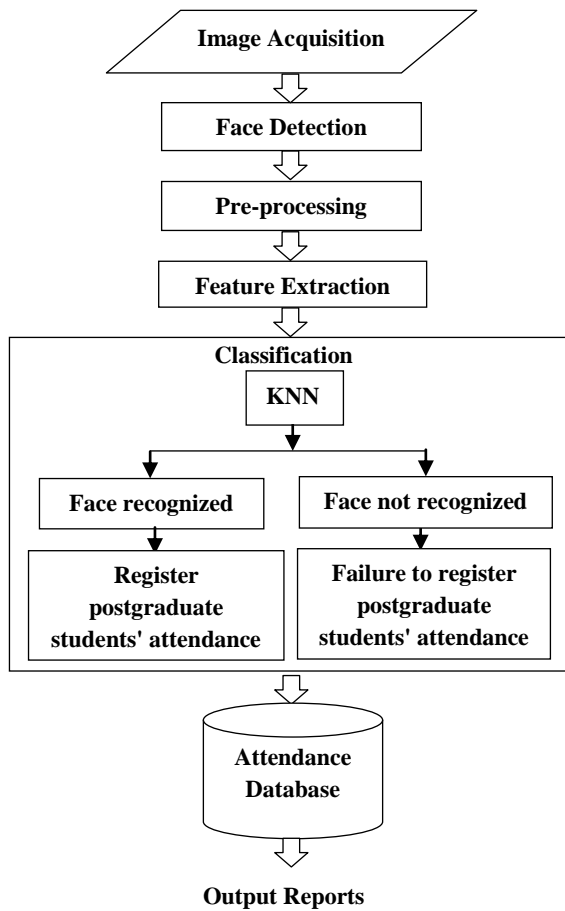 Image Acquisition
Face Detection
Pre-processing
Feature Extraction
Classification
KNN
Face recognized
Face not recognized
Register
postgraduate
students' attendance
Failure to register
postgraduate
students' attendance
Attendance
Database
Output Reports